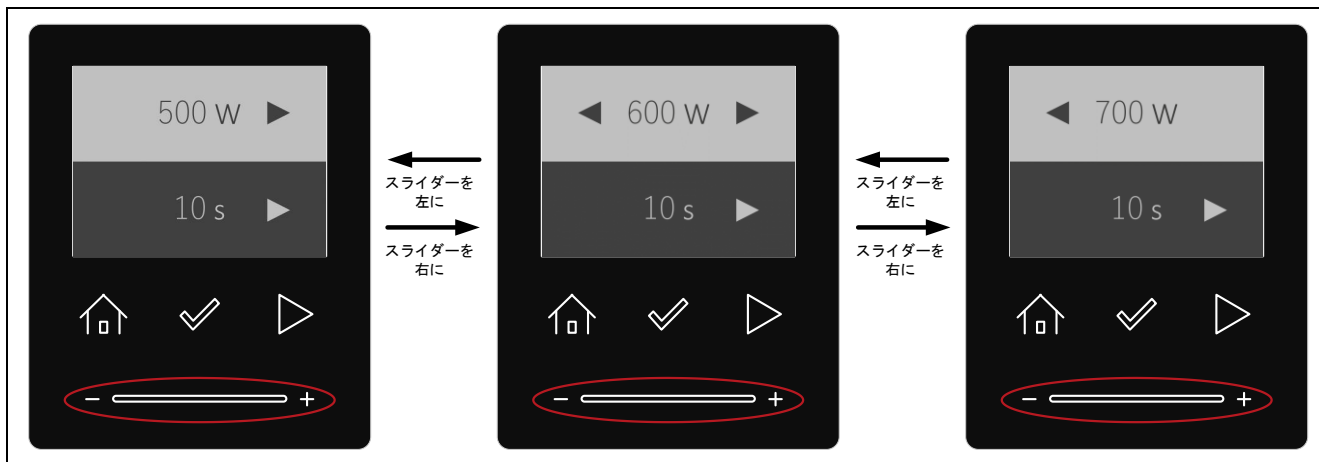 500 W ▶
10 s ▶
− +
スライダーを
左に
スライダーを
右に
◀ 600 W ▶
10 s ▶
− +
スライダーを
左に
スライダーを
右に
◀ 700 W
10 s ▶
− +